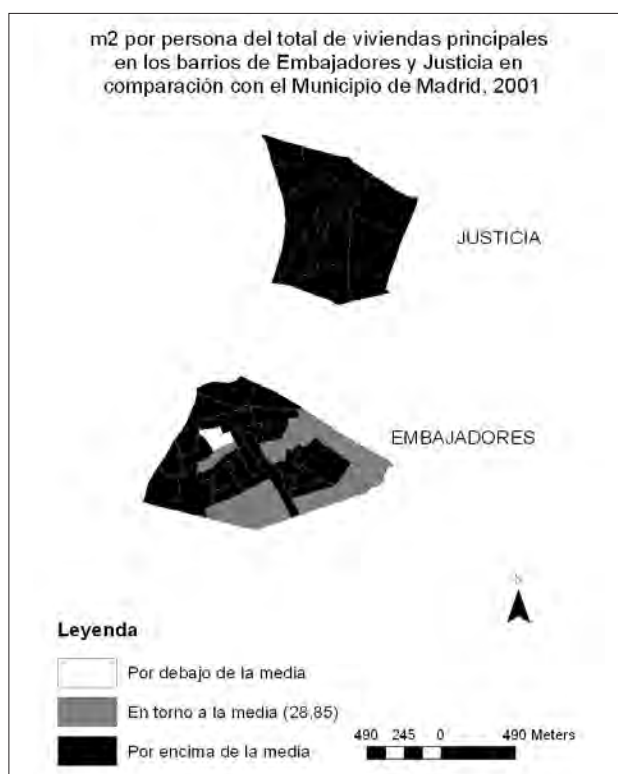 m2 por persona del total de viviendas principales
en los barrios de Embajadores y Justicia en
comparación con el Municipio de Madrid, 2001
JUSTICIA
EMBAJADORES
N
Leyenda
Por debajo de la media
En torno a la media (28,85)
Por encima de la media
490 245 0 490 Meters